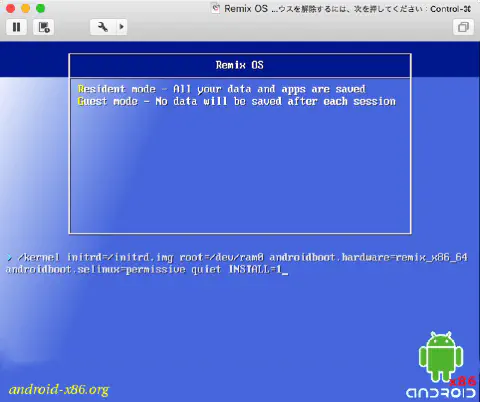 Remix OS ...ウスを解除するには、次を押してください：Control-⌘
Remix OS
Resident mode - All your data and apps are saved
Guest mode - No data will be saved after each session
> /kernel initrd=/initrd.img root=/dev/ram0 androidboot.hardware=remix_x86_64
androidboot.selinux=permissive quiet INSTALL=1_
x86
android
android-x86.org